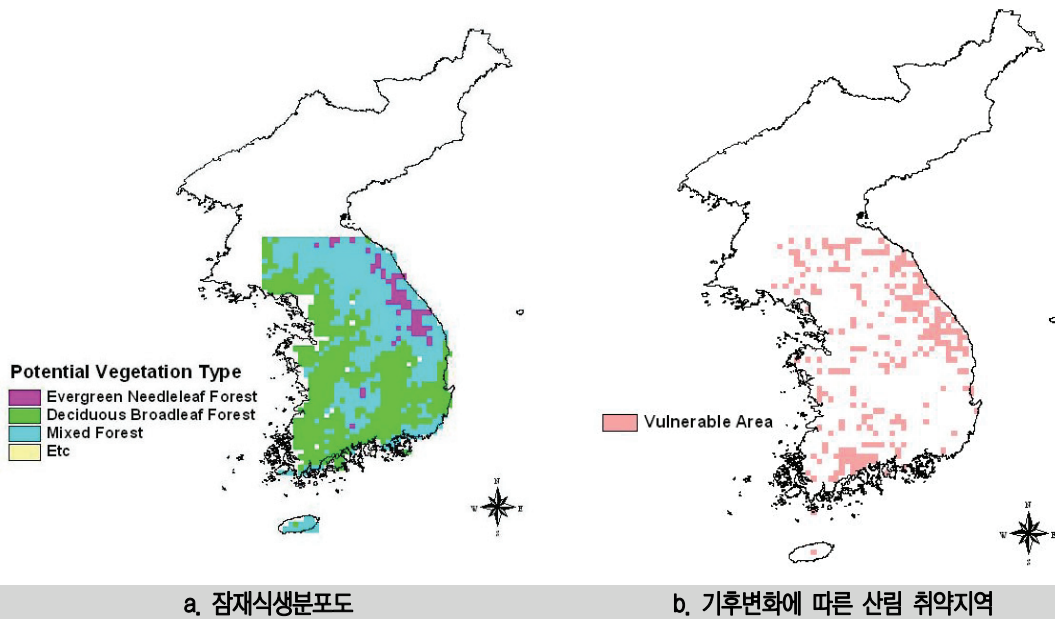 Potential Vegetation Type
Evergreen Needleleaf Forest
Deciduous Broadleaf Forest
Mixed Forest
Etc
N
W E
S
Vulnerable Area
N
W E
S
a. 잠재식생분포도
b. 기후변화에 따른 산림 취약지역